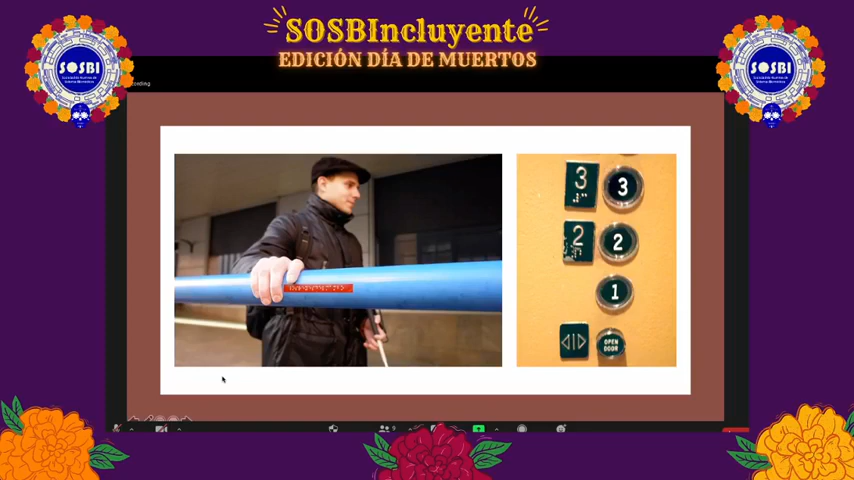 SOSBIncluyente
EDICIÓN DÍA DE MUERTOS
SOSBI
SOSBI
3
3
2
2
1
OPEN
DOOR